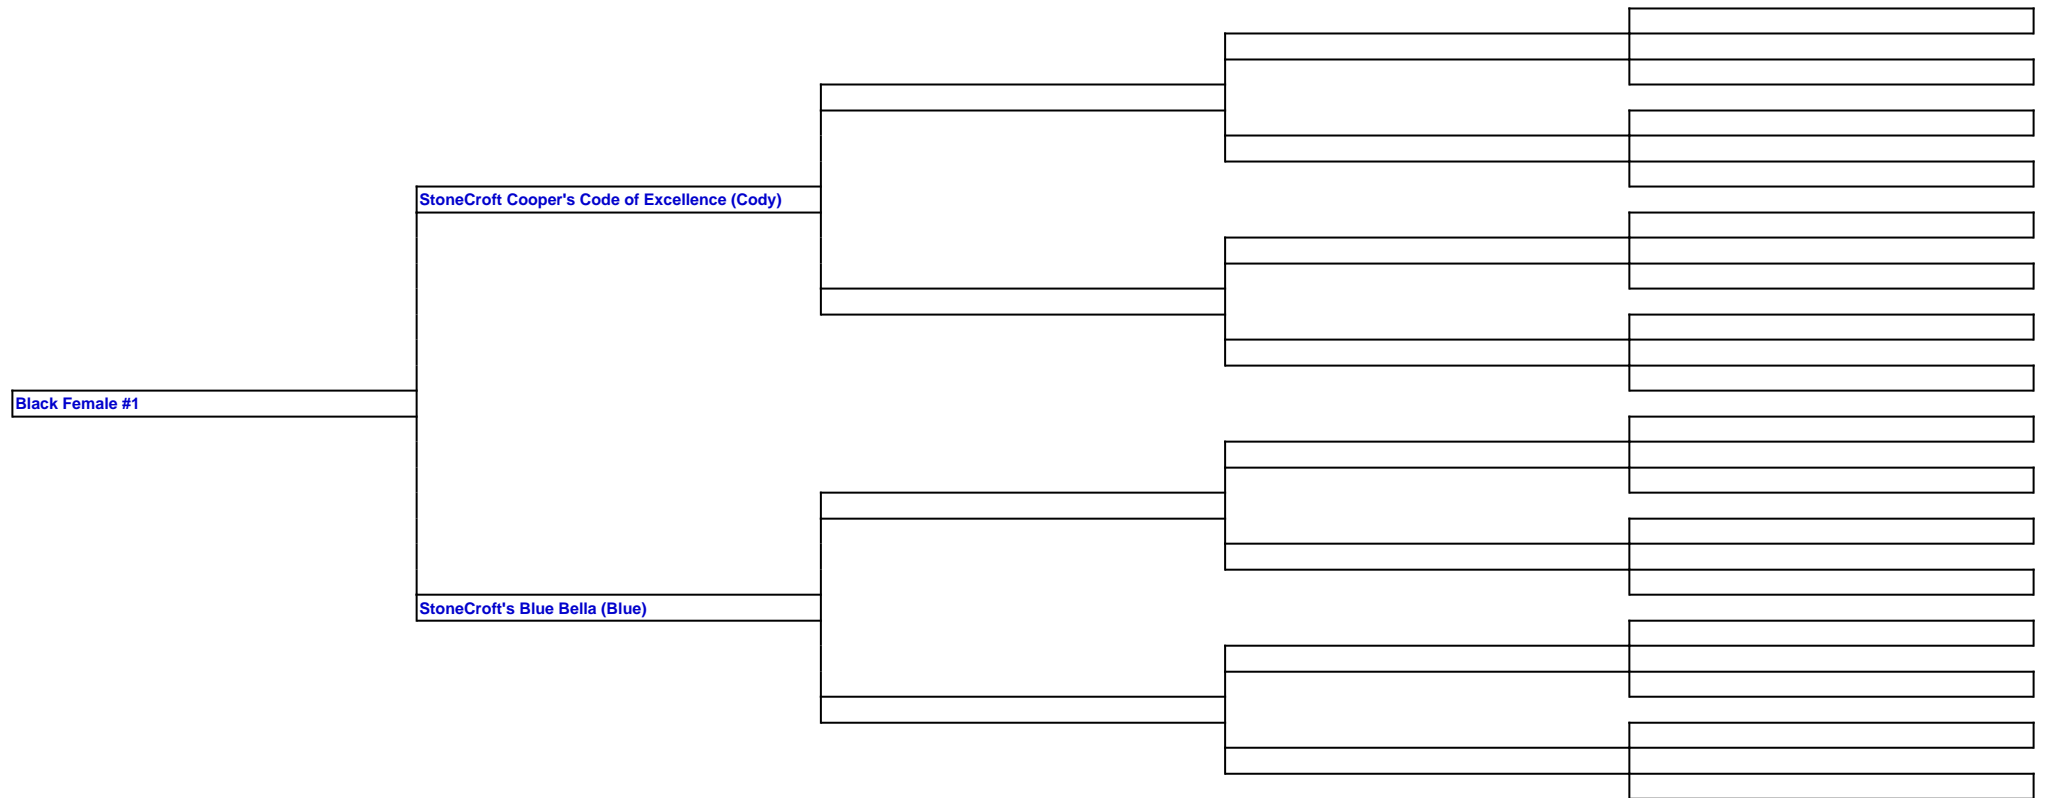 StoneCroft Cooper's Code of Excellence (Cody)
Black Female #1
StoneCroft's Blue Bella (Blue)